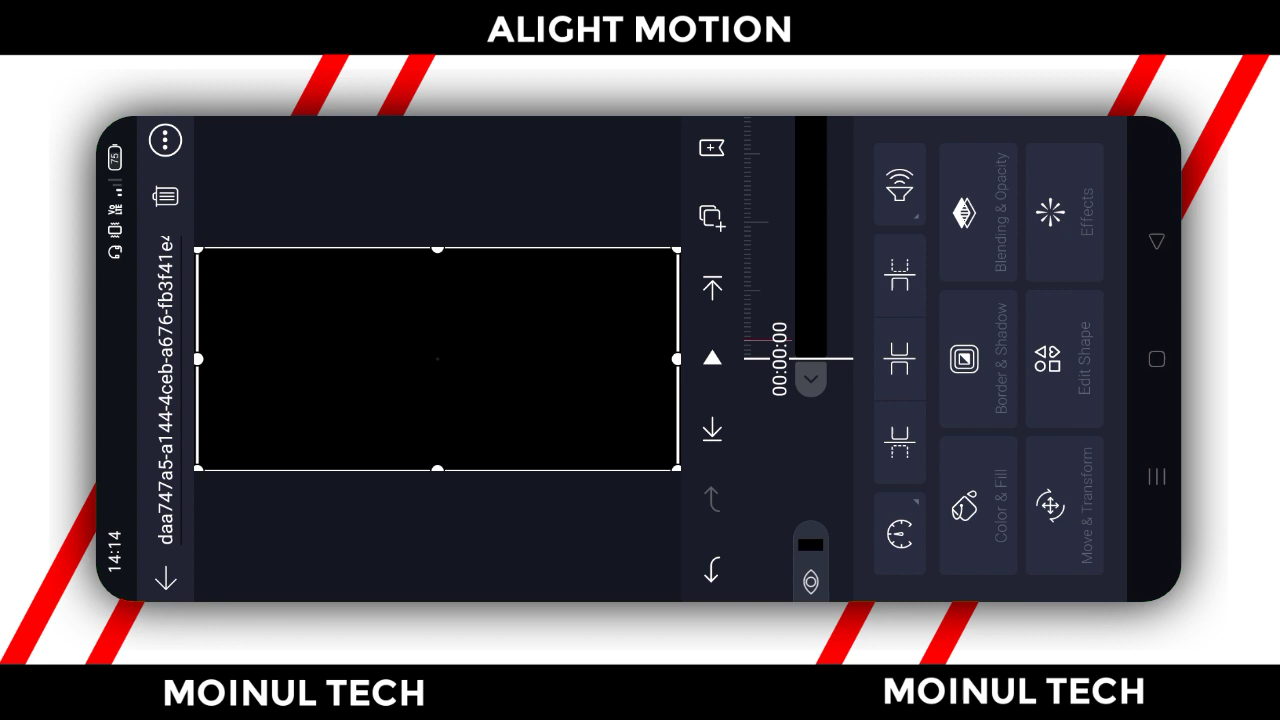 ALIGHT MOTION
14:14
75
daa747a5-a144-4ceb-a676-fb3f41e
00:00:00
Color & Fill
Border & Shadow
Blending & Opacity
Move & Transform
Edit Shape
Effects
MOINUL TECH
MOINUL TECH